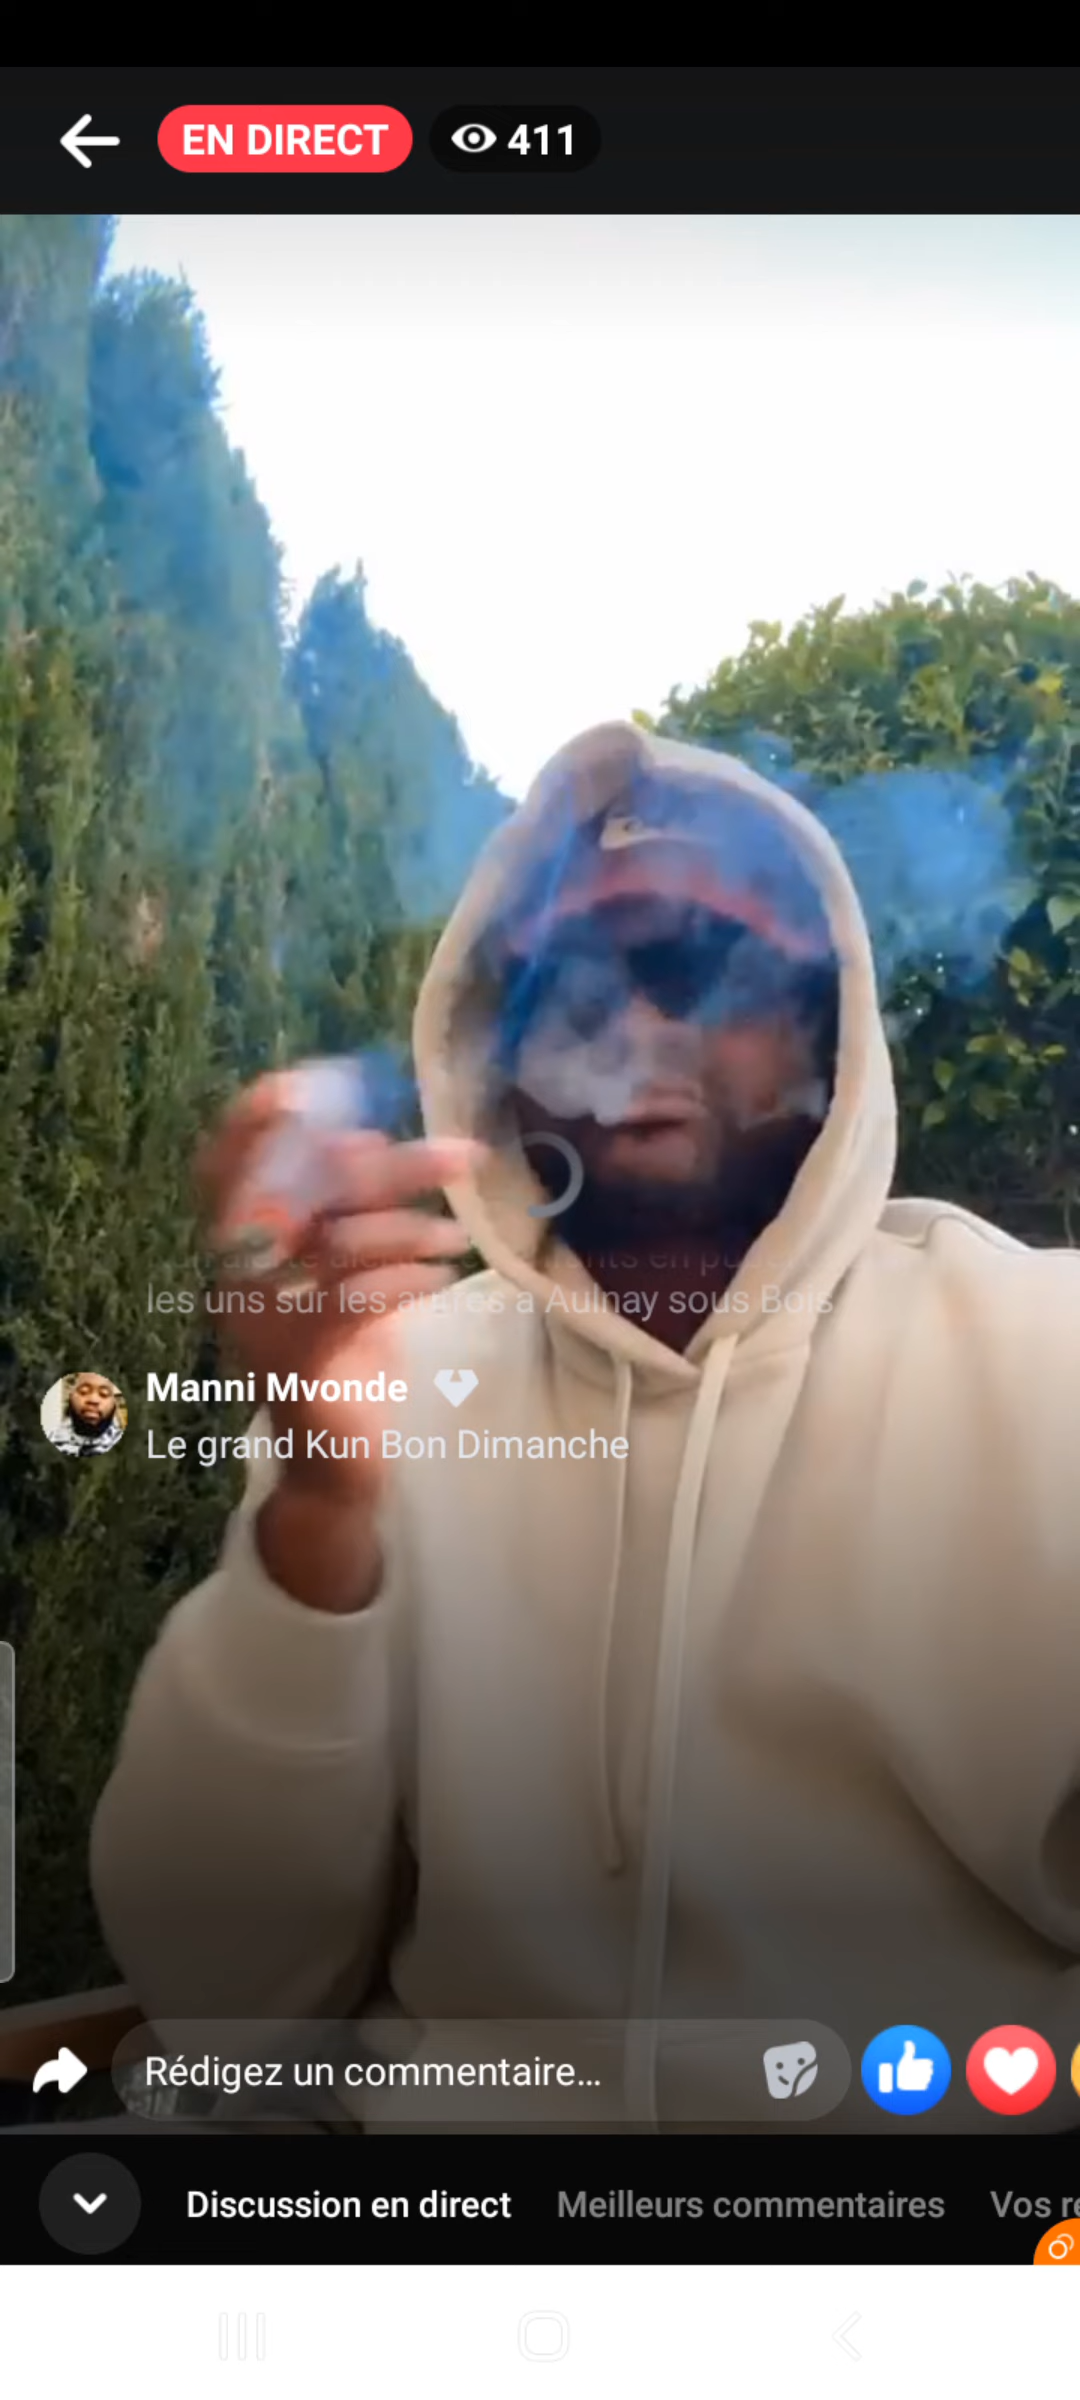 EN DIRECT 411
les uns sur les autres a Aulnay sous Bois
Manni Mvonde
Le grand Kun Bon Dimanche
Rédigez un commentaire...
Discussion en direct Meilleurs commentaires Vos